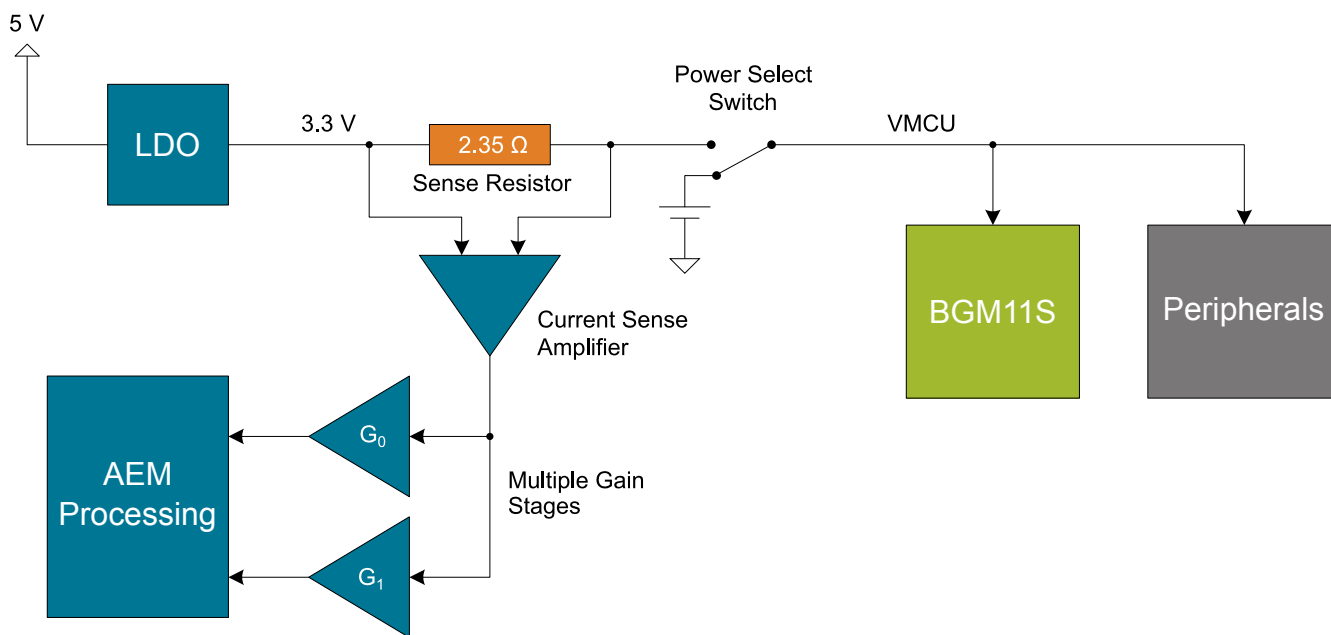 5 V
LDO
3.3 V
2.35 Ω
Sense Resistor
Power Select
Switch
VMCU
BGM11S
Peripherals
Current Sense
Amplifier
AEM
Processing
G₀
Multiple Gain
Stages
G₁